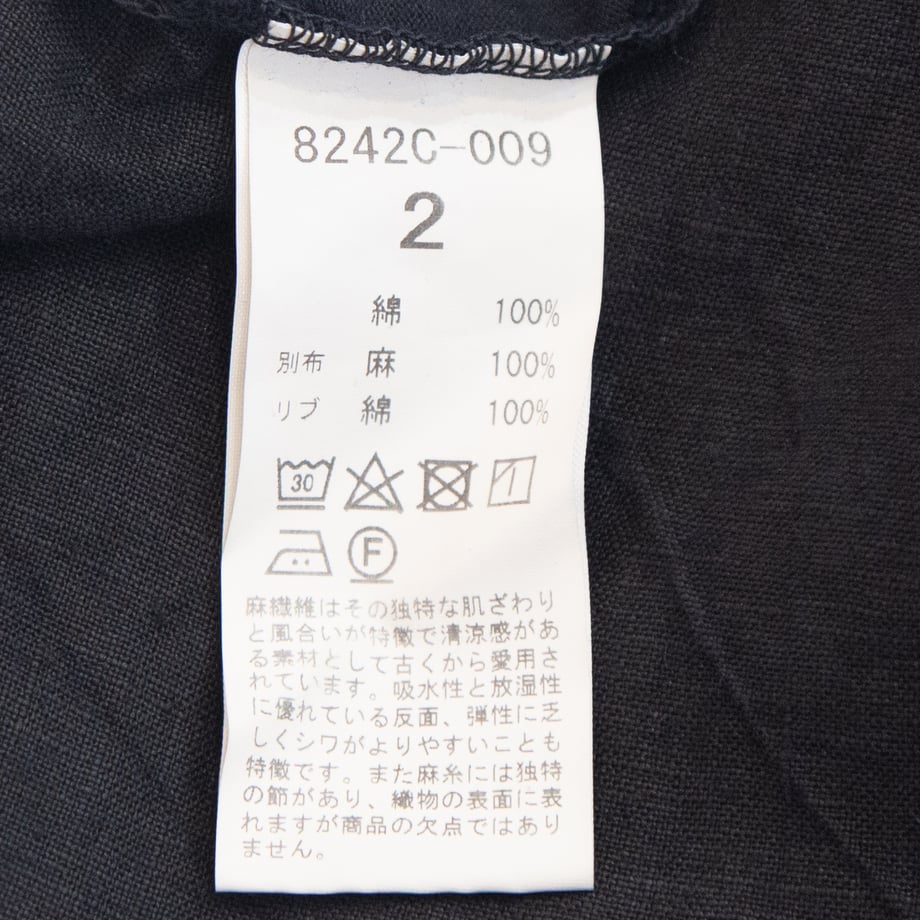 8242C-009
2
綿 100%
別布 麻 100%
リブ 綿 100%
30
F
麻繊維はその独特な肌ざわり
と風合いが特徴で清涼感があ
る素材として古くから愛用さ
れています。吸水性と放湿性
に優れている反面、弾性に乏
しくシワがよりやすいことも
特徴です。また麻糸には独特
の節があり、織物の表面に表
れますが商品の欠点ではあり
ません。